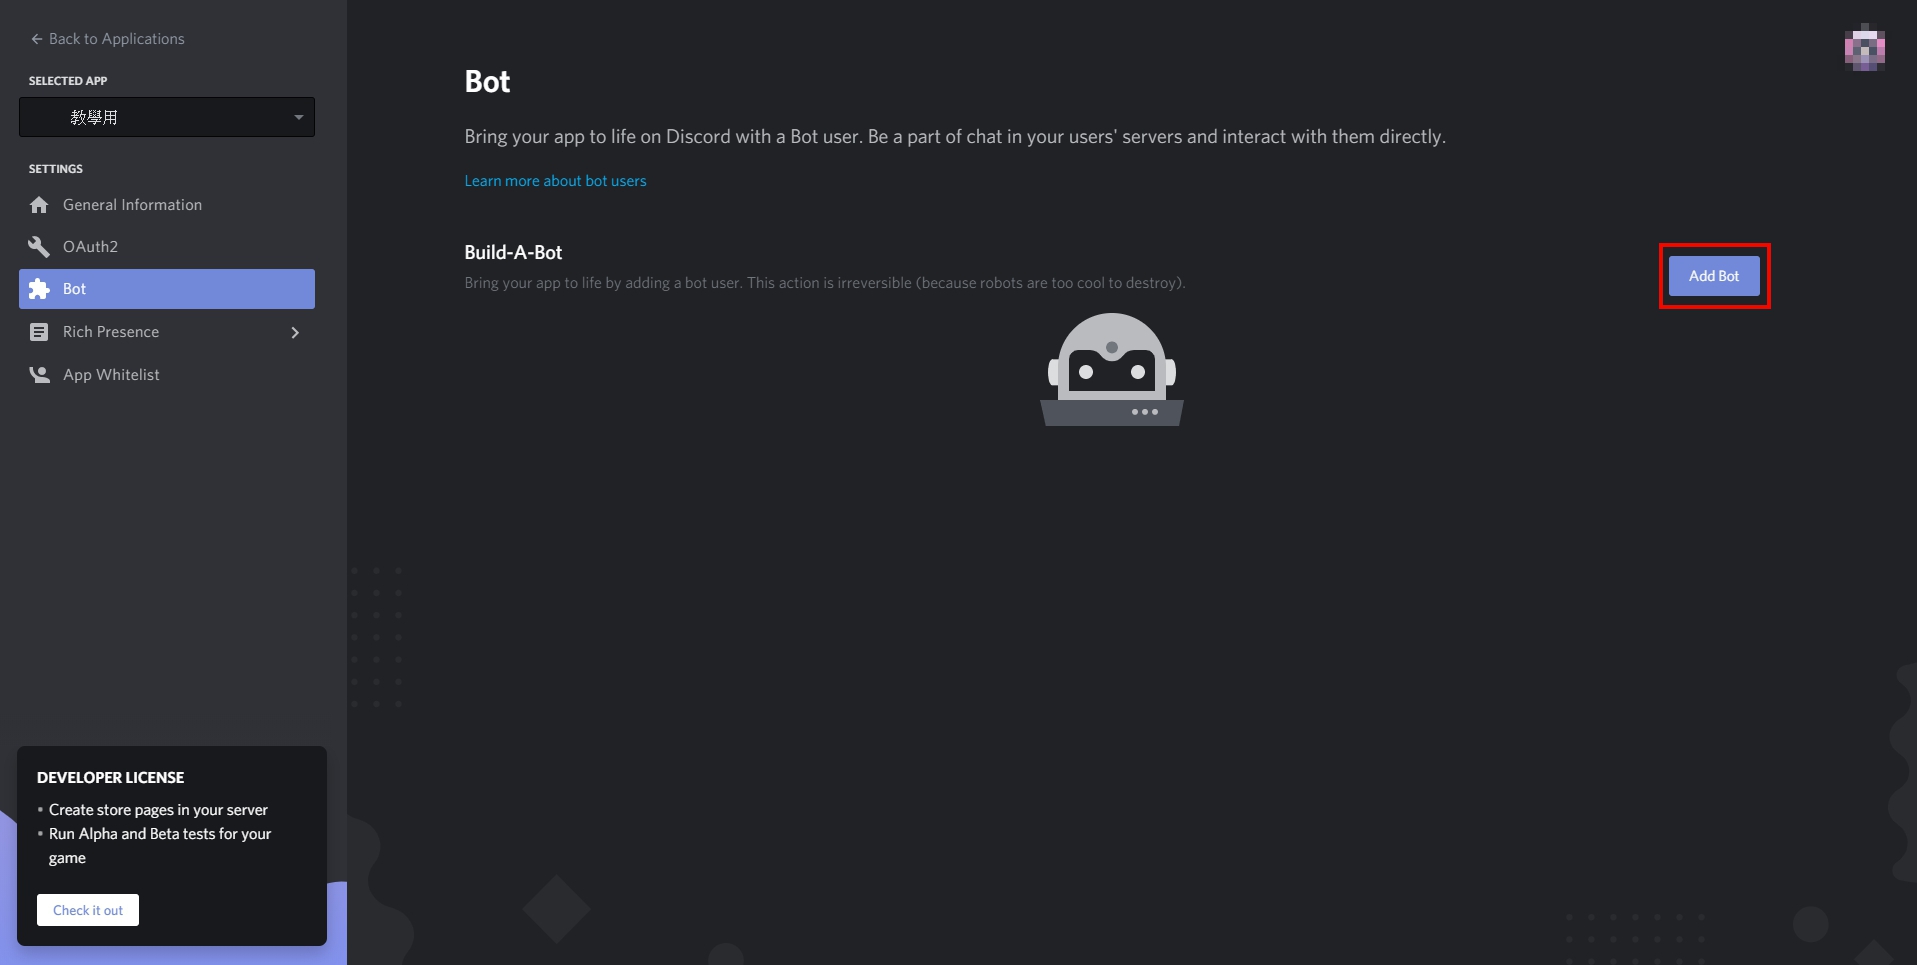 Back to Applications
SELECTED APP
教學用
SETTINGS
General Information
OAuth2
Bot
Rich Presence
App Whitelist
DEVELOPER LICENSE
• Create store pages in your server
• Run Alpha and Beta tests for your
game
Check it out
Bot
Bring your app to life on Discord with a Bot user. Be a part of chat in your users' servers and interact with them directly.
Learn more about bot users
Build-A-Bot
Bring your app to life by adding a bot user. This action is irreversible (because robots are too cool to destroy).
Add Bot